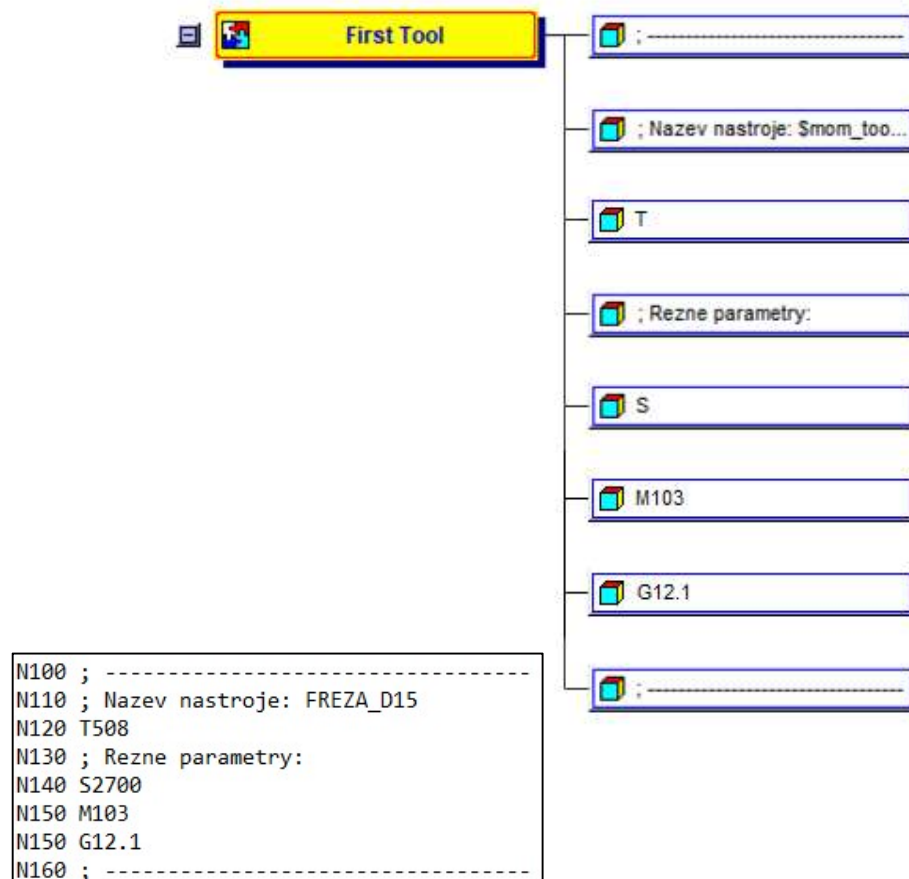 First Tool
; ----------------------------------
; Nazev nastroje: $mom_too...
T
; Rezne parametry:
S
M103
G12.1
; ----------------------------------
N100 ; ----------------------------------
N110 ; Nazev nastroje: FREZA_D15
N120 T508
N130 ; Rezne parametry:
N140 S2700
N150 M103
N150 G12.1
N160 ; ----------------------------------